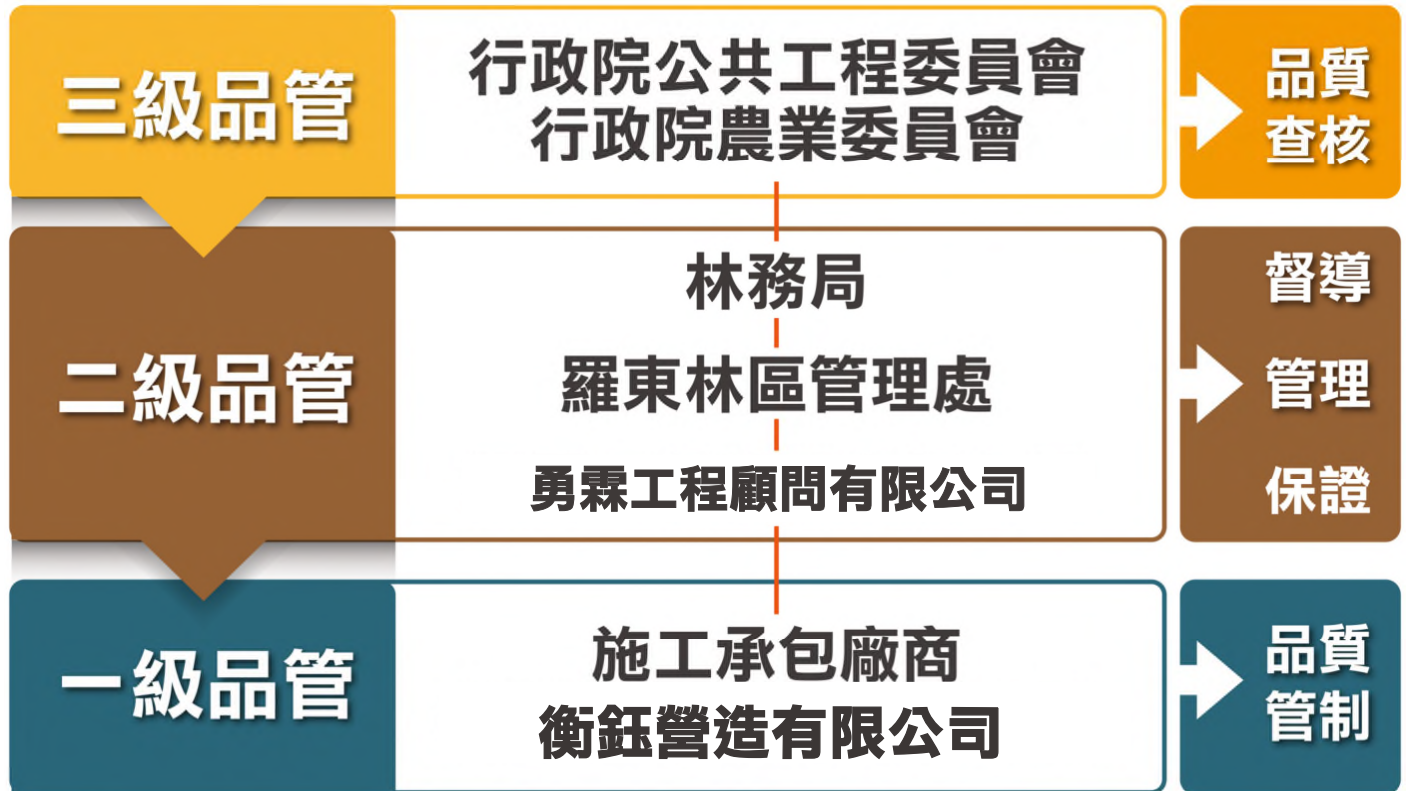 三級品管
行政院公共工程委員會
行政院農業委員會
品質
查核
二級品管
林務局
羅東林區管理處
勇霖工程顧問有限公司
督導
管理
保證
一級品管
施工承包廠商
衡鈺營造有限公司
品質
管制